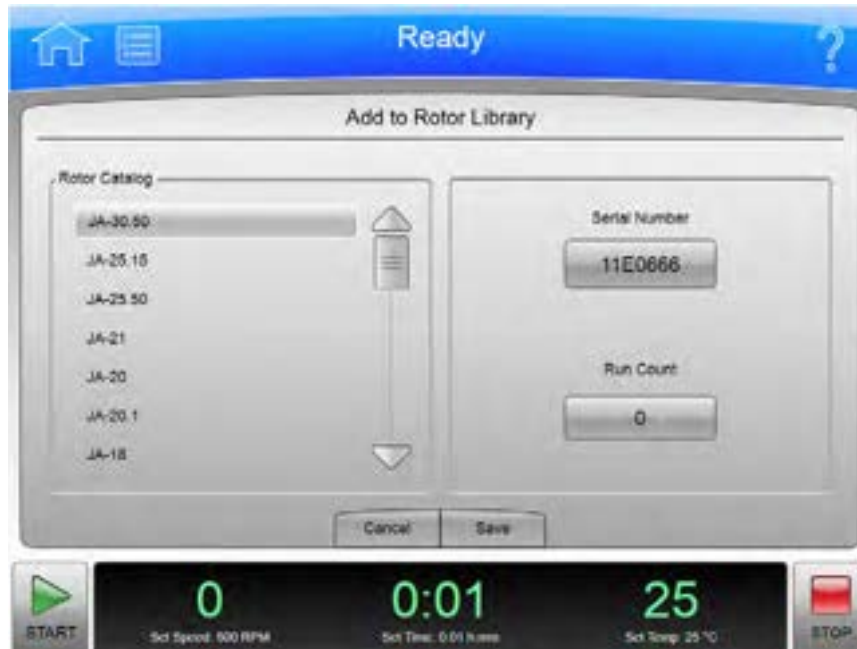 Ready
?
Add to Rotor Library
Rotor Catalog
JA-30.50
JA-25.15
JA-25.50
JA-21
JA-20
JA-20.1
JA-18
Serial Number
11E0666
Run Count
0
Cancel
Save
START
0
Set Speed: 500 RPM
0:01
Set Time: 0:01 h:mm
25
Set Temp: 25 °C
STOP